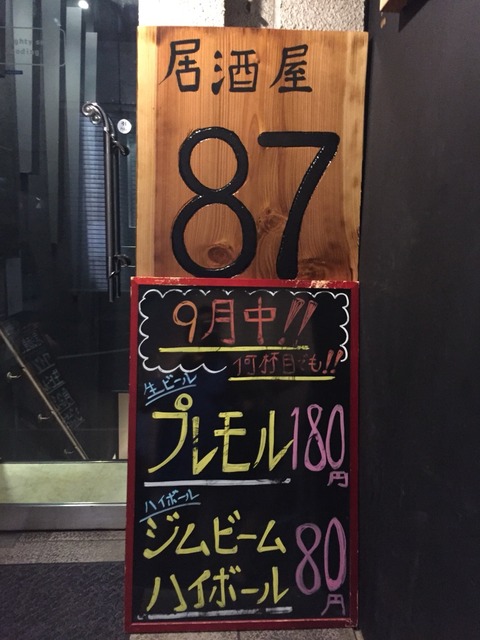 居酒屋
87
9月中!!
何杯目でも!!
生ビール
プレモル180円
ハイボール
ジムビーム
ハイボール80円